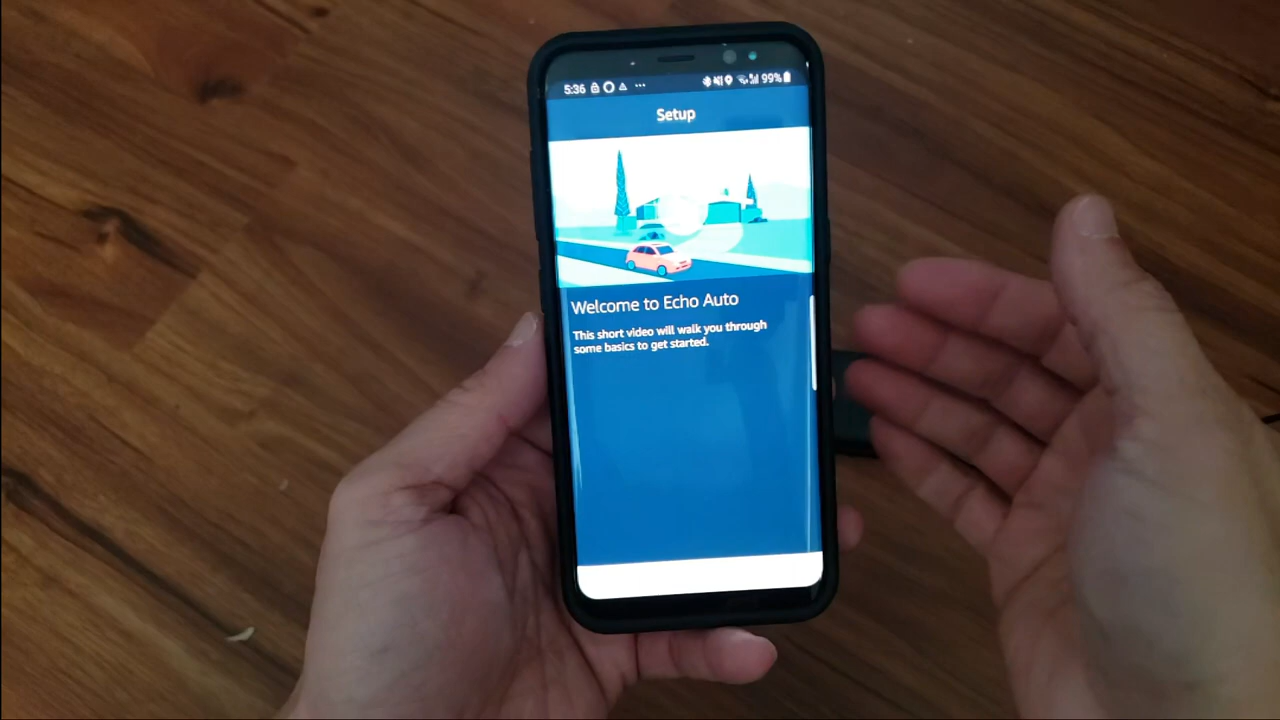 5:36 99%
Setup
Welcome to Echo Auto
This short video will walk you through
some basics to get started.